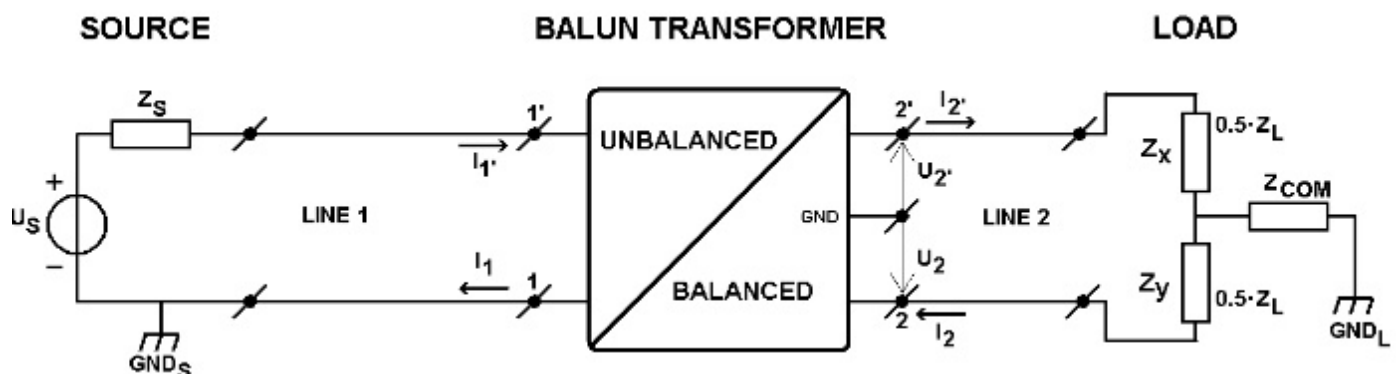 SOURCE BALUN TRANSFORMER LOAD
ZS 1' 2' I2' 0.5·ZL
UNBALANCED
I1' U2' ZX
+ ZCOM
US LINE 1 GND LINE 2
− I1 1 U2
BALANCED Zy 0.5·ZL
2 I2
GNDS GNDL